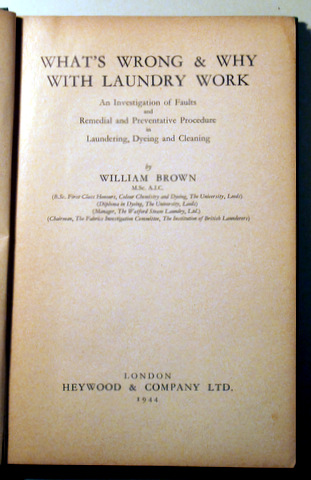 WHAT'S WRONG & WHY
WITH LAUNDRY WORK
An Investigation of Faults
and
Remedial and Preventative Procedure
in
Laundering, Dyeing and Cleaning
by
WILLIAM BROWN
M.Sc. A.I.C.
(B.Sc. First Class Honours, Colour Chemistry and Dyeing, The University, Leeds)
(Diploma in Dyeing, The University, Leeds)
(Manager, The Watford Steam Laundry, Ltd.)
(Chairman, The Fabrics Investigation Committee, The Institution of British Launderers)
LONDON
HEYWOOD & COMPANY LTD.
1944